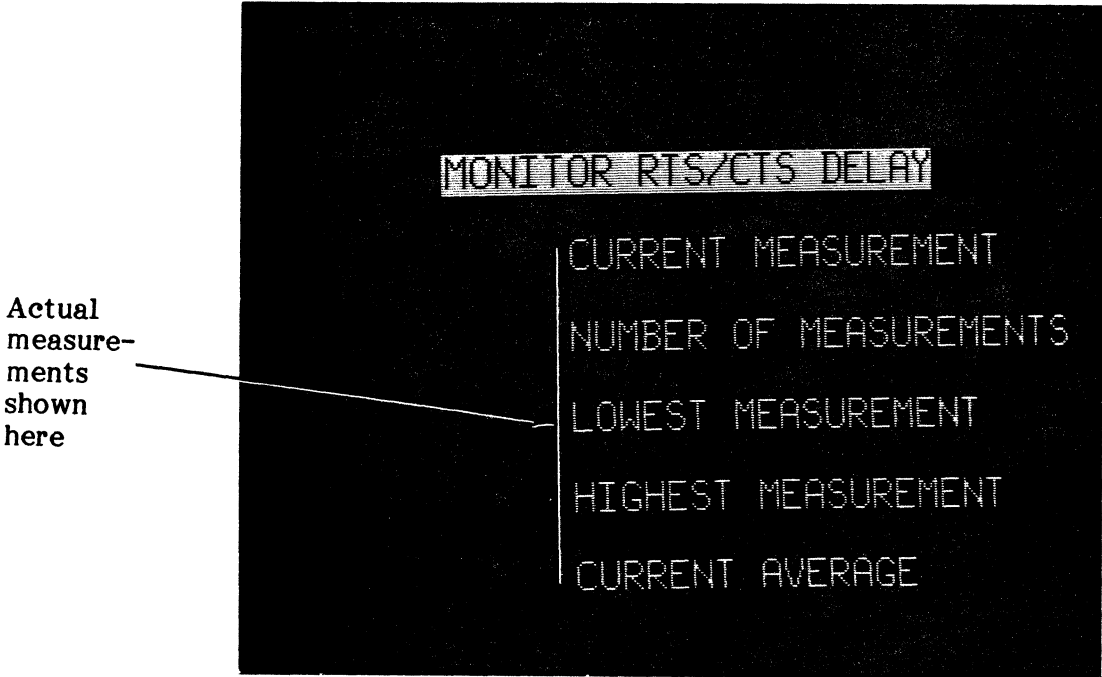 MONITOR RTS/CTS DELAY
CURRENT MEASUREMENT
NUMBER OF MEASUREMENTS
LOWEST MEASUREMENT
HIGHEST MEASUREMENT
CURRENT AVERAGE
Actual
measure-
ments
shown
here